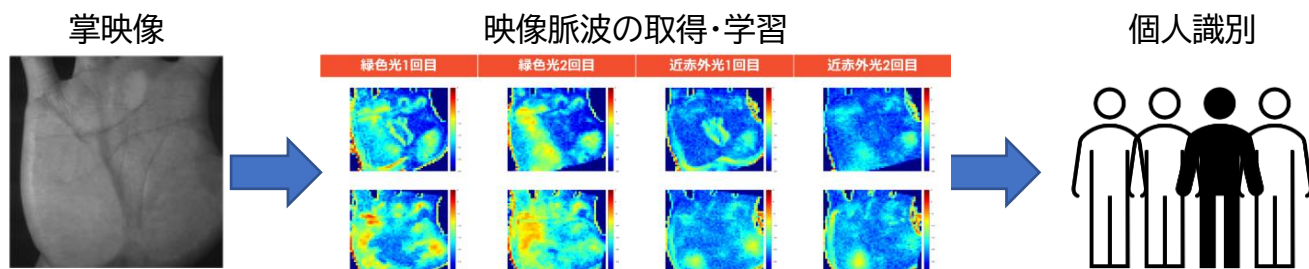 掌映像
映像脈波の取得・学習
個人識別
緑色光1回目
緑色光2回目
近赤外光1回目
近赤外光2回目